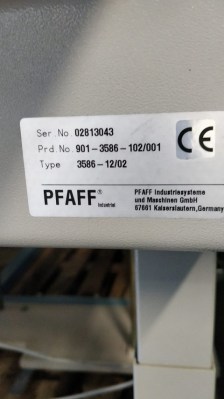 Ser. No. 02813043
Prd. No. 901-3586-102/001
CE
Type 3586-12/02
PFAFF®
Industrial
PFAFF Industriesysteme
und Maschinen GmbH
67661 Kaiserslautern, Germany